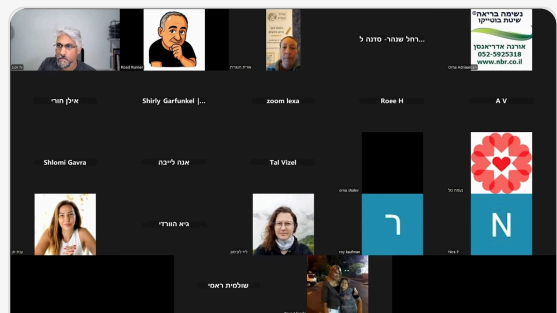 נשימה בריאה®
שיטת בוטייקו
אורנה אדריאנסן
052-5925318
www.nbr.co.il
Road Runner
רחל שנהר- סדנה ל...
אילן חורי
Shirly Garfunkel |...
zoom lexa
Roee H
A V
Shlomi Gavra
אנה לייבה
Tal Vizel
גיא הוורדי
ר
N
שולמית ראמי